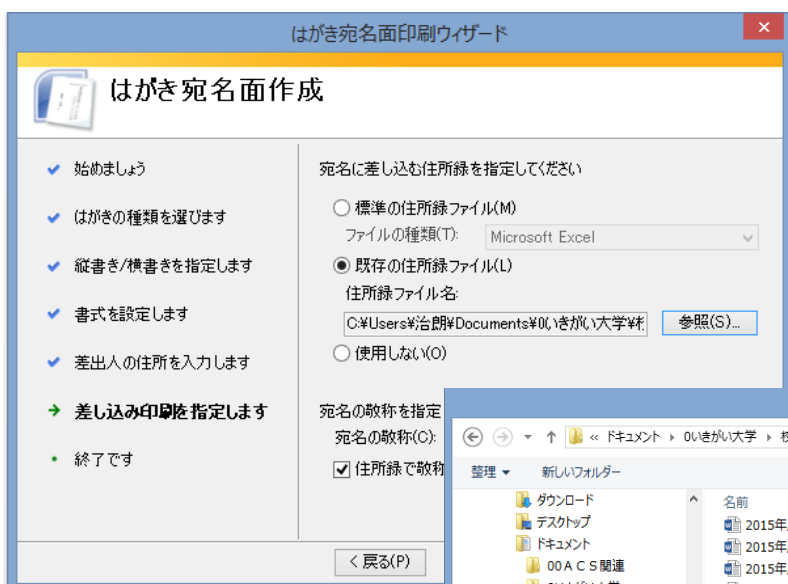 はがき宛名面印刷ウィザード
はがき宛名面作成
始めましょう
はがきの種類を選びます
縦書き/横書きを指定します
書式を設定します
差出人の住所を入力します
差し込み印刷を指定します
終了です
宛名に差し込む住所録を指定してください
標準の住所録ファイル(M)
ファイルの種類(T):
Microsoft Excel
既存の住所録ファイル(L)
住所録ファイル名:
C:¥Users¥治朗¥Documents¥0いきがい大学¥
参照(S)...
使用しない(O)
宛名の敬称を指定
宛名の敬称(C):
住所録で敬称
< 戻る(P)
« ドキュメント ▸ 0いきがい大学 ▸
整理 ▾ 新しいフォルダー
ダウンロード
デスクトップ
ドキュメント
00ACS関連
名前
2015年
2015年
2015年